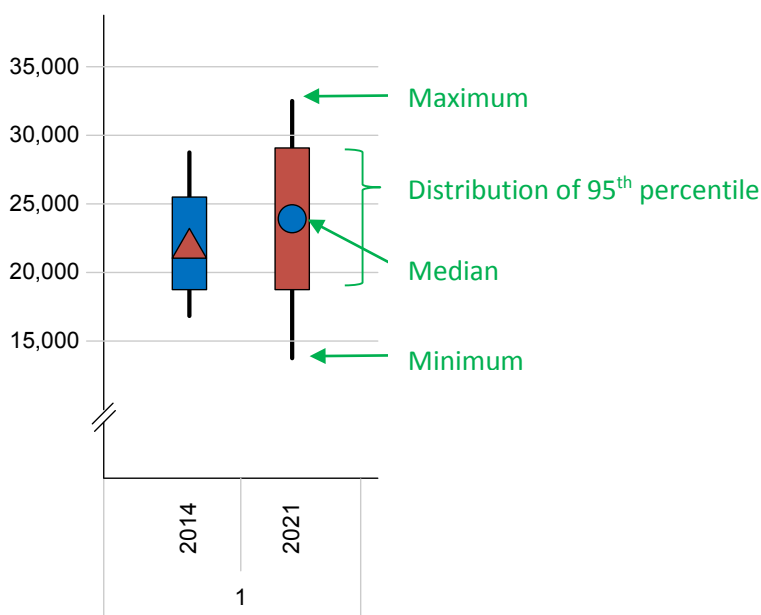 35,000
Maximum
30,000
Distribution of 95th percentile
25,000
Median
20,000
15,000
Minimum
2014
2021
1